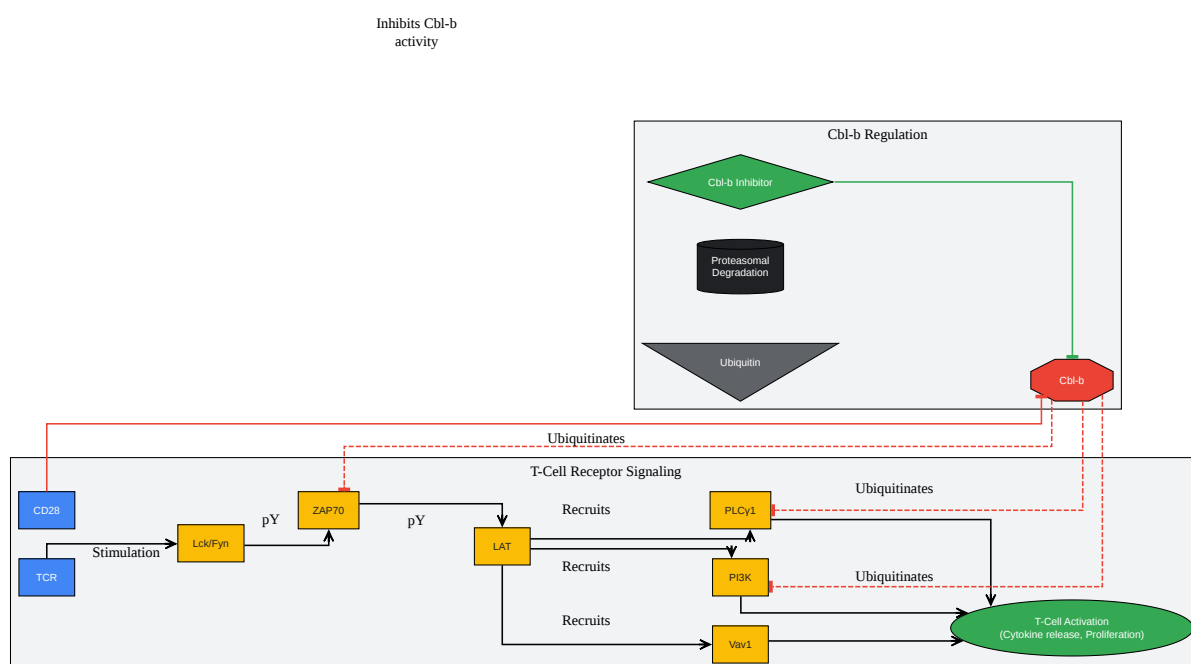 Inhibits Cbl-b
activity
Cbl-b Regulation
Cbl-b Inhibitor
Proteasomal
Degradation
Ubiquitin
Cbl-b
Ubiquitinates
T-Cell Receptor Signaling
CD28
ZAP70
PLCγ1
Ubiquitinates
Recruits
pY
pY
Lck/Fyn
LAT
Stimulation
TCR
Recruits
PI3K
Ubiquitinates
Recruits
Vav1
T-Cell Activation
(Cytokine release, Proliferation)